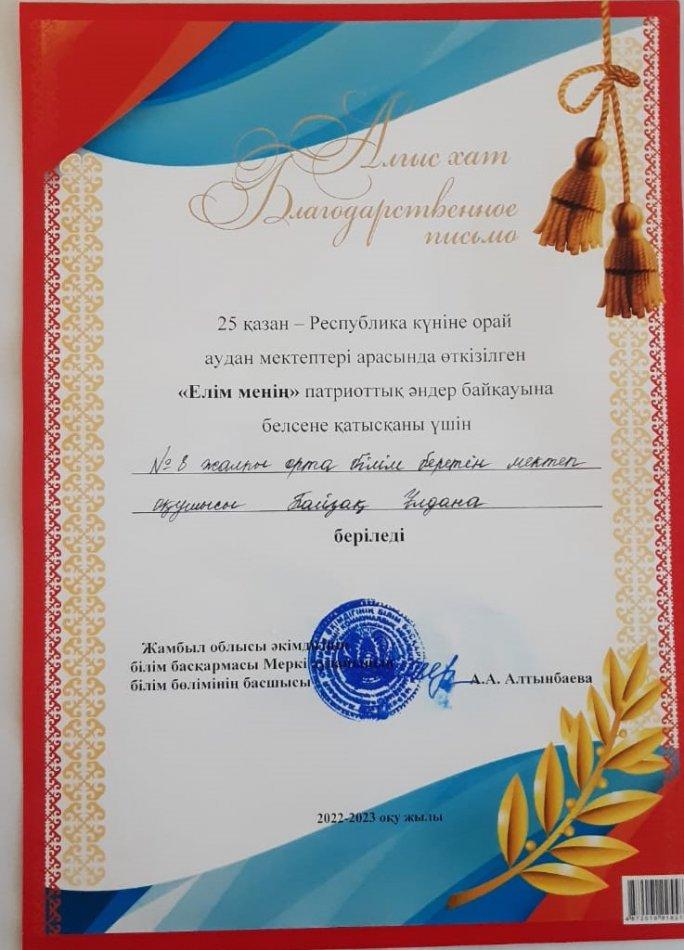 Алғыс хат
Благодарственное
письмо
25 қазан – Республика күніне орай
аудан мектептері арасында өткізілген
«Елім менің» патриоттық әндер байқауына
белсене қатысқаны үшін
№ 8 жалпы орта білім беретін мектеп
оқушысы Байзақ Ұлдана
беріледі
Жамбыл облысы әкімдігінің
білім басқармасы Меркі ауданының
білім бөлімінің басшысы А.А. Алтынбаева
2022-2023 оқу жылы